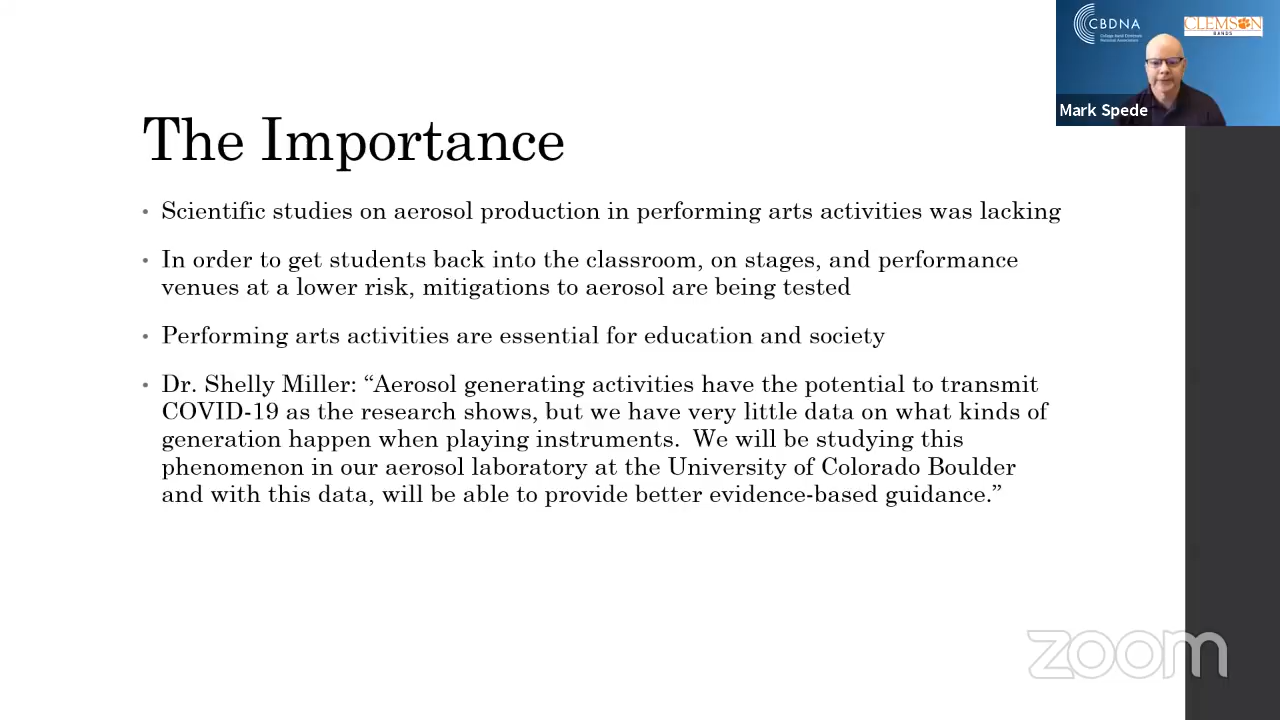 CBDNA
College Band Directors
National Association
CLEMSON
BANDS
Mark Spede
The Importance
• Scientific studies on aerosol production in performing arts activities was lacking
• In order to get students back into the classroom, on stages, and performance
venues at a lower risk, mitigations to aerosol are being tested
• Performing arts activities are essential for education and society
• Dr. Shelly Miller: “Aerosol generating activities have the potential to transmit
COVID-19 as the research shows, but we have very little data on what kinds of
generation happen when playing instruments.  We will be studying this
phenomenon in our aerosol laboratory at the University of Colorado Boulder
and with this data, will be able to provide better evidence-based guidance.”
zoom